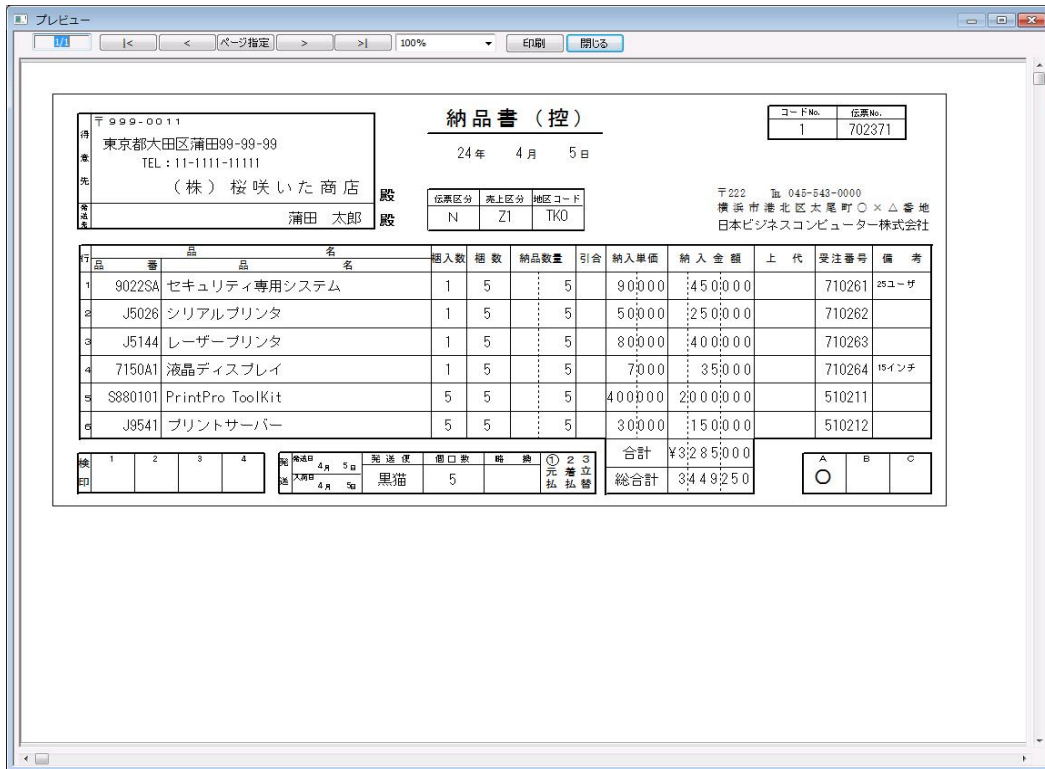 プレビュー
1/1 |< < ページ指定 > >| 100% 印刷 閉じる
納品書（控）
24年 4月 5日
コードNo. 伝票No.
1 702371
得意先
〒999-0011
東京都大田区蒲田99-99-99
TEL：11-1111-11111
（株）桜咲いた商店 殿
発送先 蒲田 太郎 殿
伝票区分 売上区分 地区コード
N Z1 TKO
〒222 ℡ 045-543-0000
横浜市港北区太尾町○×△番地
日本ビジネスコンピューター株式会社
行 品名 梱入数 梱数 納品数量 引合 納入単価 納入金額 上代 受注番号 備考
品番 品名
1 9022SA セキュリティ専用システム 1 5 5 90000 450000 710261 25ユーザ
2 J5026 シリアルプリンタ 1 5 5 50000 250000 710262
3 J5144 レーザープリンタ 1 5 5 80000 400000 710263
4 7150A1 液晶ディスプレイ 1 5 5 7000 35000 710264 15インチ
5 S880101 PrintPro ToolKit 5 5 5 400000 2000000 510211
6 J9541 プリントサーバー 5 5 5 30000 150000 510212
合計 ¥3285000
総合計 3449250
検印 1 2 3 4
発送 発送日 4月 5日
入荷日 4月 5日
発送便 個口数 略 換
黒猫 5
① 2 3
元払 着払 立替
A B C
○